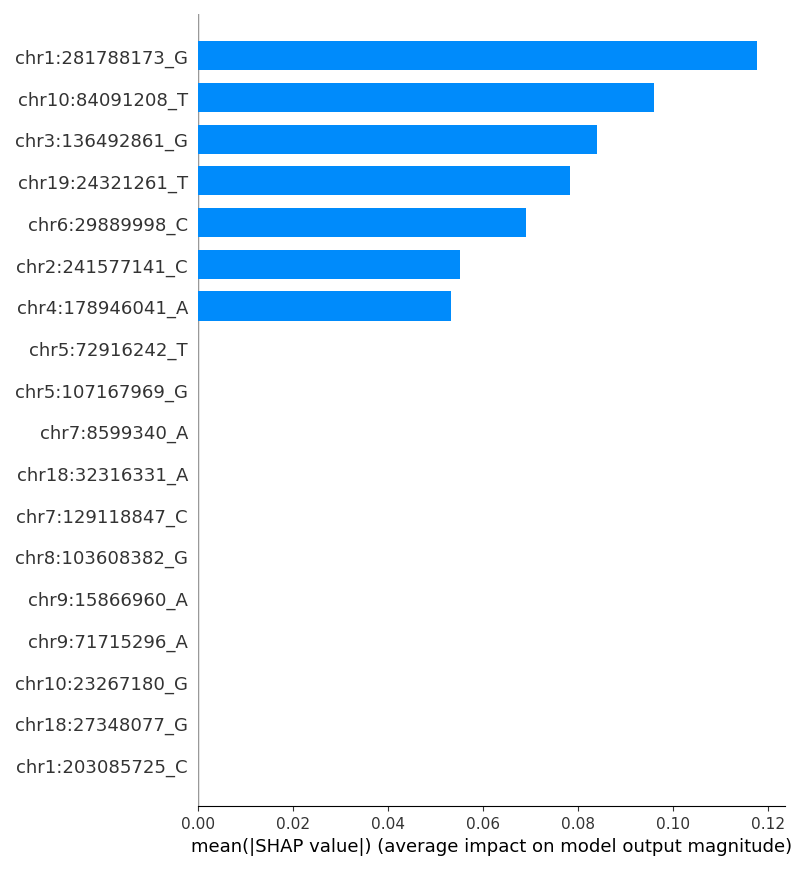 chr1:281788173_G
chr10:84091208_T
chr3:136492861_G
chr19:24321261_T
chr6:29889998_C
chr2:241577141_C
chr4:178946041_A
chr5:72916242_T
chr5:107167969_G
chr7:8599340_A
chr18:32316331_A
chr7:129118847_C
chr8:103608382_G
chr9:15866960_A
chr9:71715296_A
chr10:23267180_G
chr18:27348077_G
chr1:203085725_C
0.00 0.02 0.04 0.06 0.08 0.10 0.12
mean(|SHAP value|) (average impact on model output magnitude)